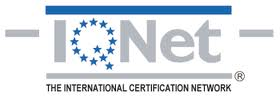 IQNet
®
THE INTERNATIONAL CERTIFICATION NETWORK